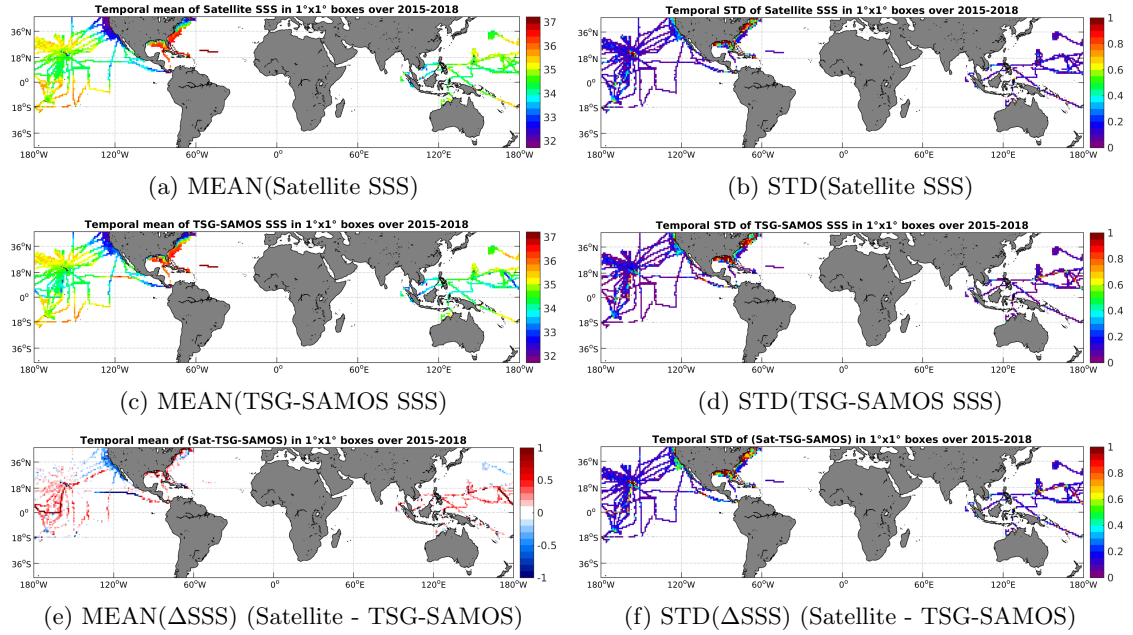 Temporal mean of Satellite SSS in 1°x1° boxes over 2015-2018
36°N
18°N
0°
18°S
36°S
180°W 120°W 60°W 0° 60°E 120°E 180°W
37
36
35
34
33
32
(a) MEAN(Satellite SSS)
Temporal STD of Satellite SSS in 1°x1° boxes over 2015-2018
36°N
18°N
0°
18°S
36°S
180°W 120°W 60°W 0° 60°E 120°E 180°W
1
0.8
0.6
0.4
0.2
0
(b) STD(Satellite SSS)
Temporal mean of TSG-SAMOS SSS in 1°x1° boxes over 2015-2018
36°N
18°N
0°
18°S
36°S
180°W 120°W 60°W 0° 60°E 120°E 180°W
37
36
35
34
33
32
(c) MEAN(TSG-SAMOS SSS)
Temporal STD of TSG-SAMOS SSS in 1°x1° boxes over 2015-2018
36°N
18°N
0°
18°S
36°S
180°W 120°W 60°W 0° 60°E 120°E 180°W
1
0.8
0.6
0.4
0.2
0
(d) STD(TSG-SAMOS SSS)
Temporal mean of (Sat-TSG-SAMOS) in 1°x1° boxes over 2015-2018
36°N
18°N
0°
18°S
36°S
180°W 120°W 60°W 0° 60°E 120°E 180°W
1
0.5
0
-0.5
-1
(e) MEAN(ΔSSS) (Satellite - TSG-SAMOS)
Temporal STD of (Sat-TSG-SAMOS) in 1°x1° boxes over 2015-2018
36°N
18°N
0°
18°S
36°S
180°W 120°W 60°W 0° 60°E 120°E 180°W
1
0.8
0.6
0.4
0.2
0
(f) STD(ΔSSS) (Satellite - TSG-SAMOS)